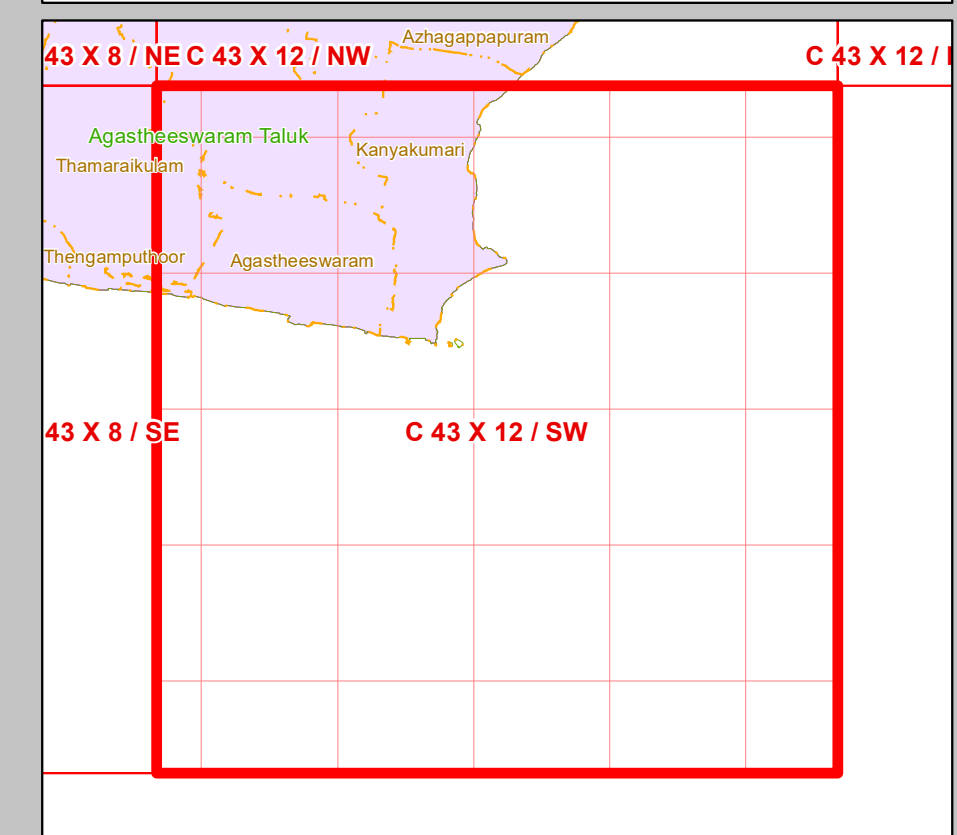 Azhagappapuram
43 X 8 / NE
C 43 X 12 / NW
C 43 X 12 /
Agastheeswaram Taluk
Kanyakumari
Thamaraikulam
Thengamputhoor
Agastheeswaram
43 X 8 / SE
C 43 X 12 / SW